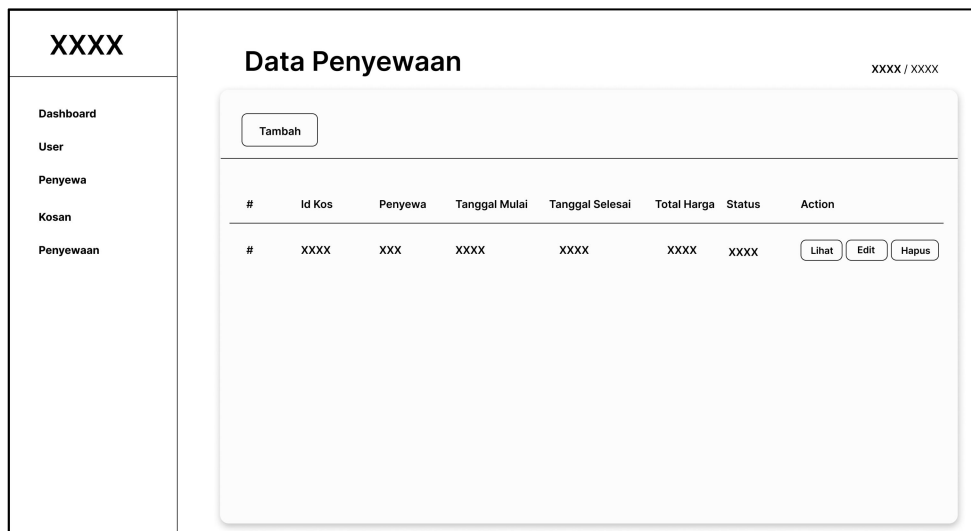 XXXX
Dashboard
User
Penyewa
Kosan
Penyewaan
Data Penyewaan
XXXX / XXXX
Tambah
# Id Kos Penyewa Tanggal Mulai Tanggal Selesai Total Harga Status Action
# XXXX XXX XXXX XXXX XXXX XXXX Lihat Edit Hapus